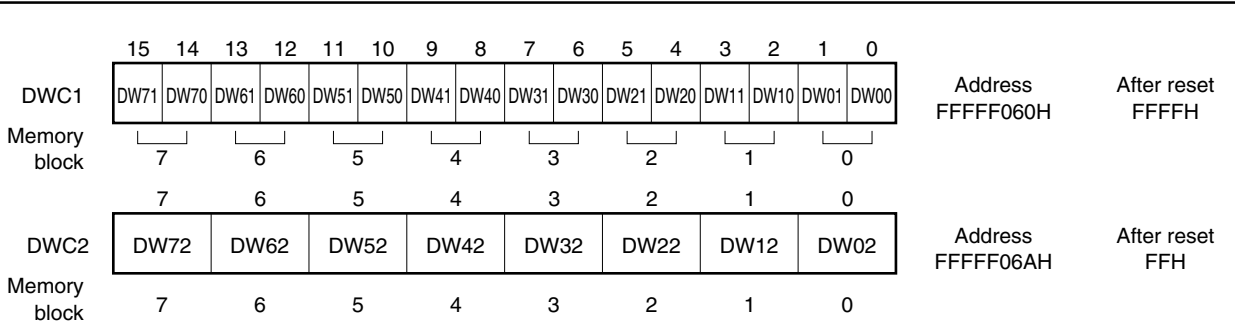 15 14 13 12 11 10 9 8 7 6 5 4 3 2 1 0
DWC1 DW71 DW70 DW61 DW60 DW51 DW50 DW41 DW40 DW31 DW30 DW21 DW20 DW11 DW10 DW01 DW00 Address FFFFF060H After reset FFFFH
Memory block 7 6 5 4 3 2 1 0
7 6 5 4 3 2 1 0
DWC2 DW72 DW62 DW52 DW42 DW32 DW22 DW12 DW02 Address FFFFF06AH After reset FFH
Memory block 7 6 5 4 3 2 1 0